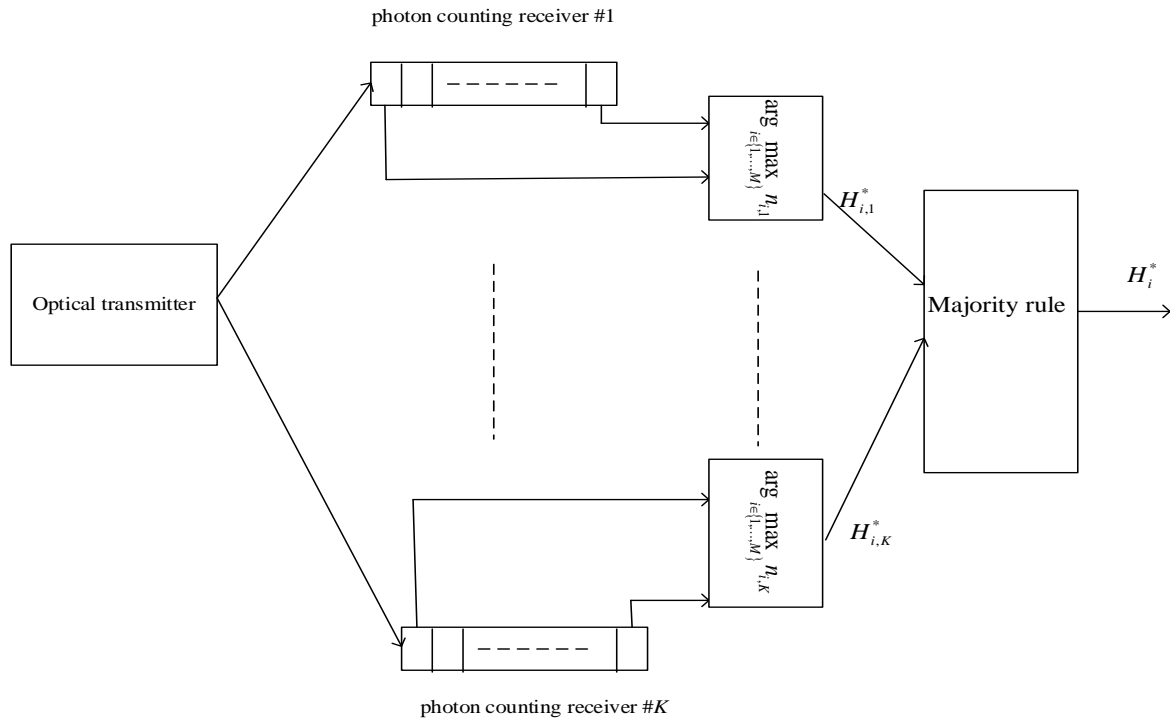 photon counting receiver #1
arg max n_{i,1}
i∈{1,...,M}
H^*_{i,1}
Optical transmitter
Majority rule
H^*_i
arg max n_{i,K}
i∈{1,...,M}
H^*_{i,K}
photon counting receiver #K